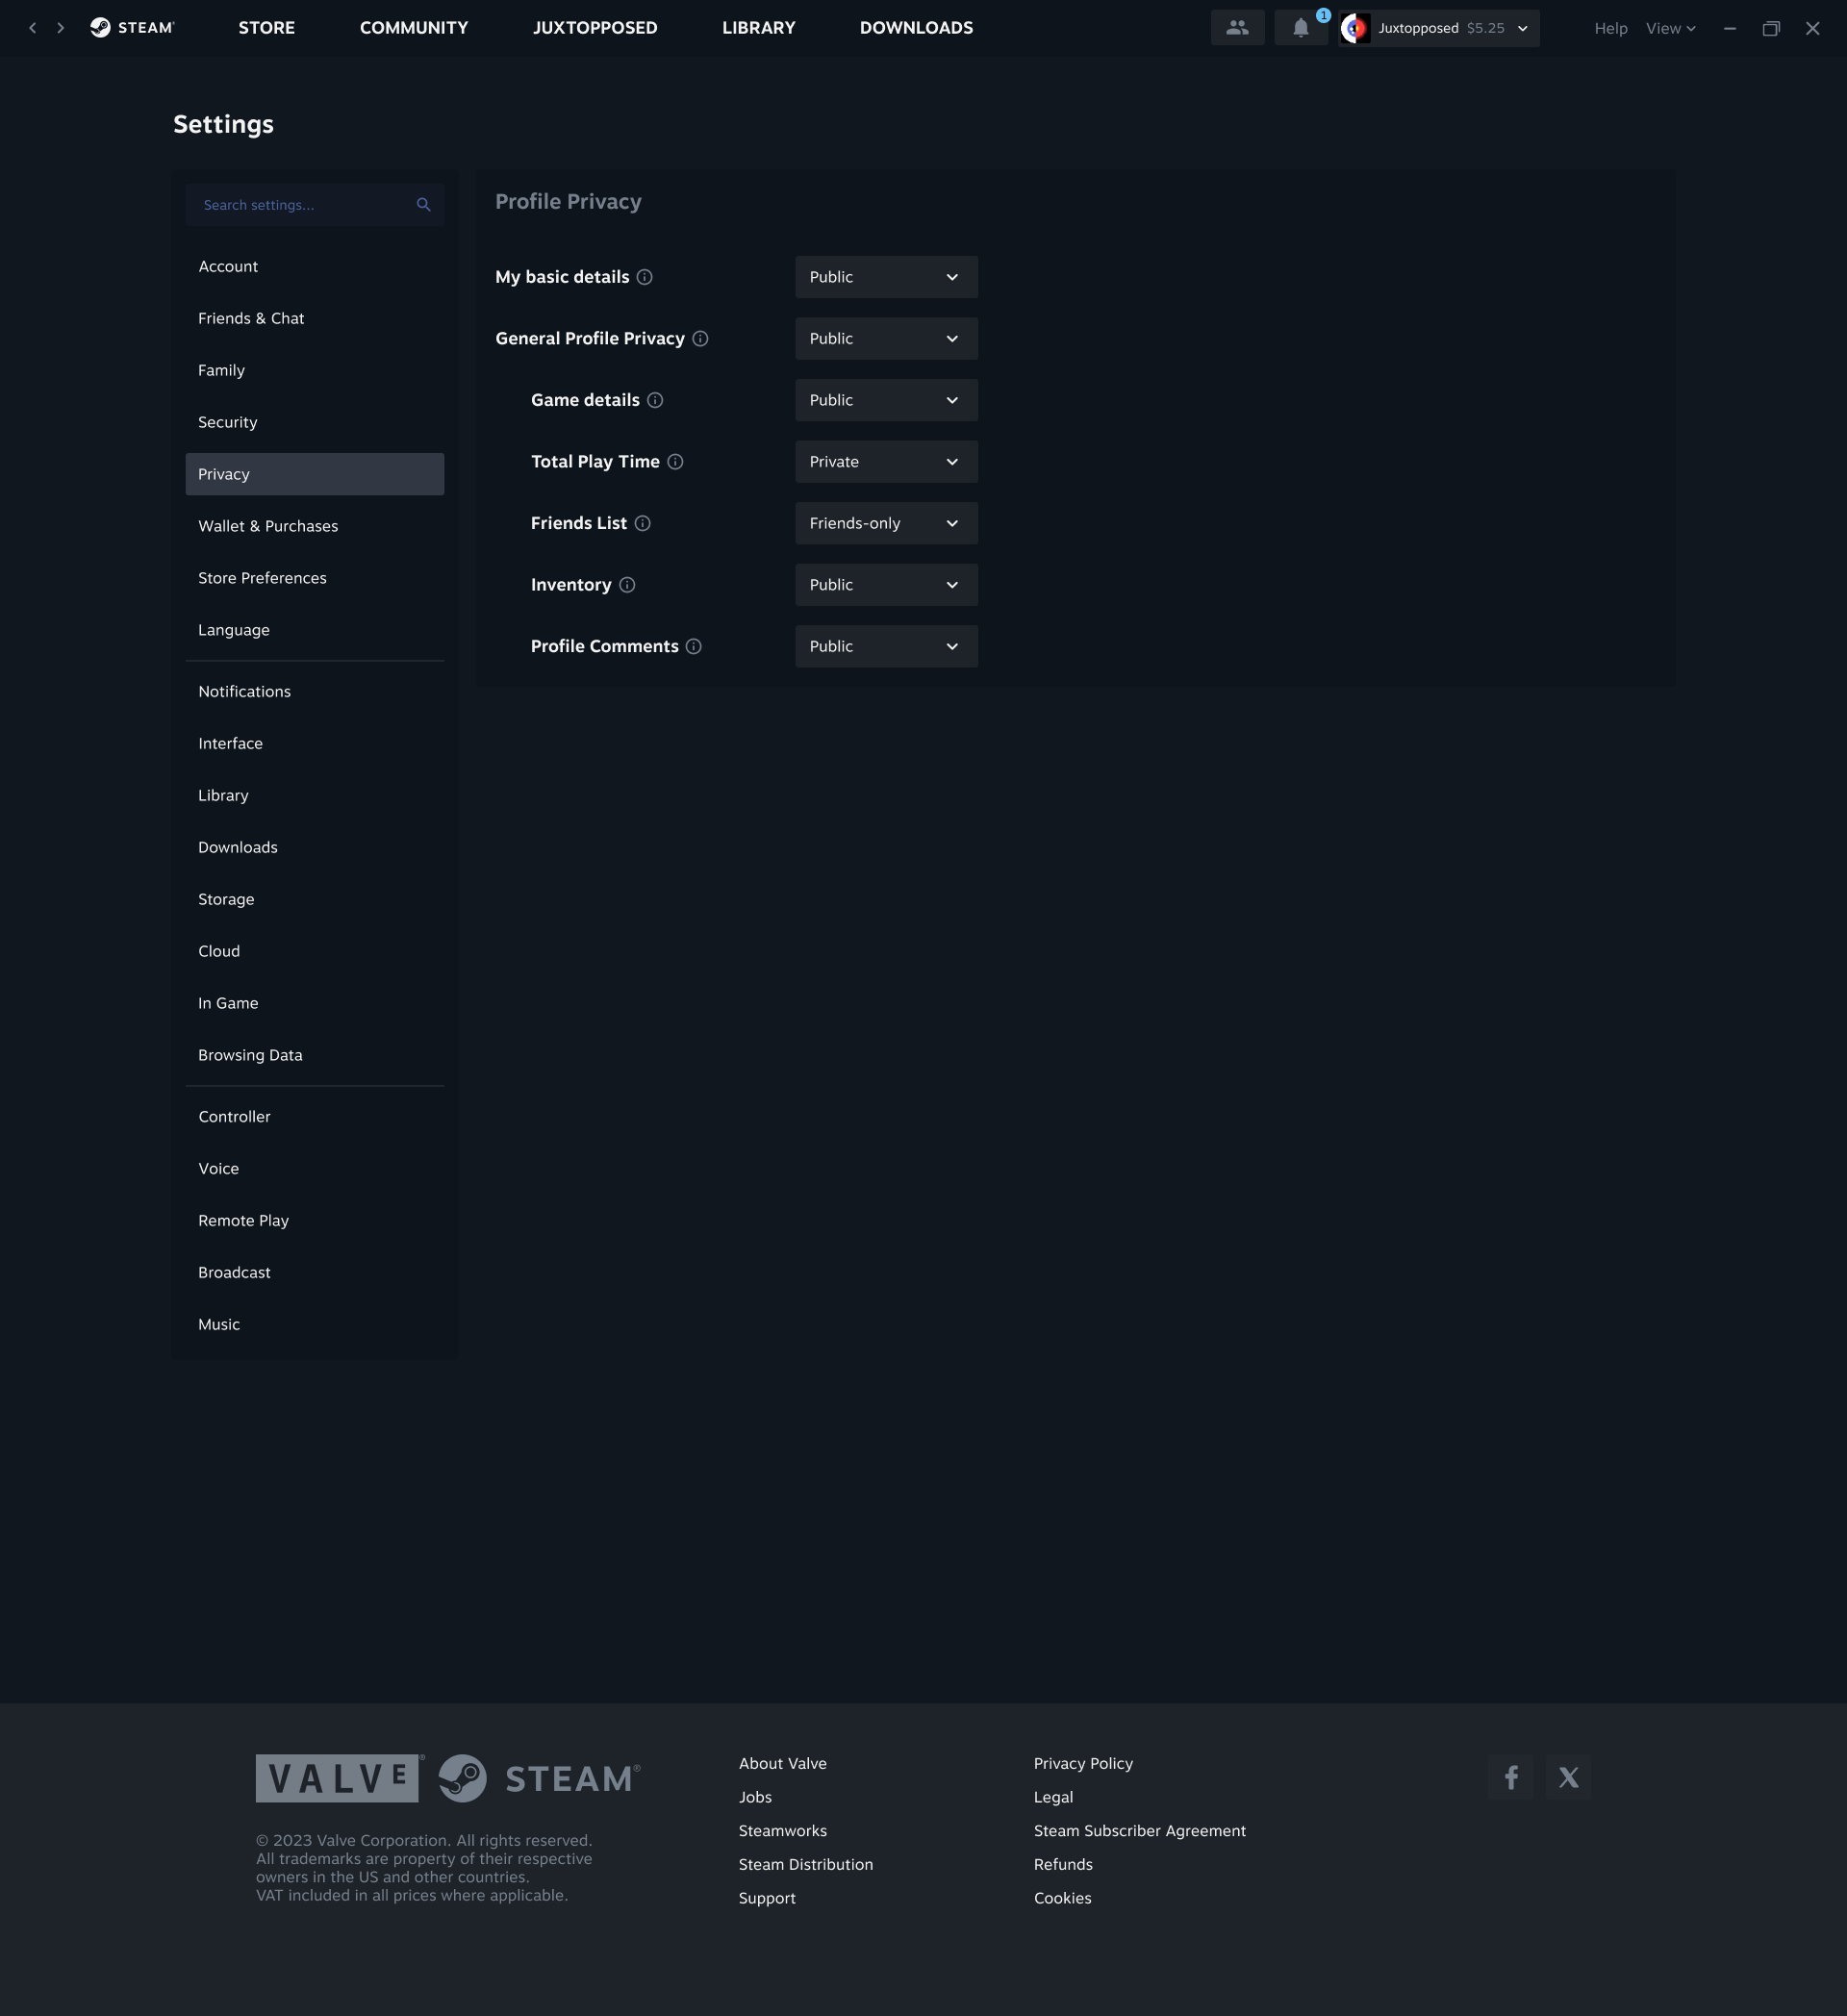 STEAM®
STORE
COMMUNITY
JUXTOPPOSED
LIBRARY
DOWNLOADS
1
Juxtopposed $5.25
Help
View
Settings
Search settings...
Account
Friends & Chat
Family
Security
Privacy
Wallet & Purchases
Store Preferences
Language
Notifications
Interface
Library
Downloads
Storage
Cloud
In Game
Browsing Data
Controller
Voice
Remote Play
Broadcast
Music
Profile Privacy
My basic details
Public
General Profile Privacy
Public
Game details
Public
Total Play Time
Private
Friends List
Friends-only
Inventory
Public
Profile Comments
Public
VALVE®
STEAM®
© 2023 Valve Corporation. All rights reserved.
All trademarks are property of their respective
owners in the US and other countries.
VAT included in all prices where applicable.
About Valve
Jobs
Steamworks
Steam Distribution
Support
Privacy Policy
Legal
Steam Subscriber Agreement
Refunds
Cookies